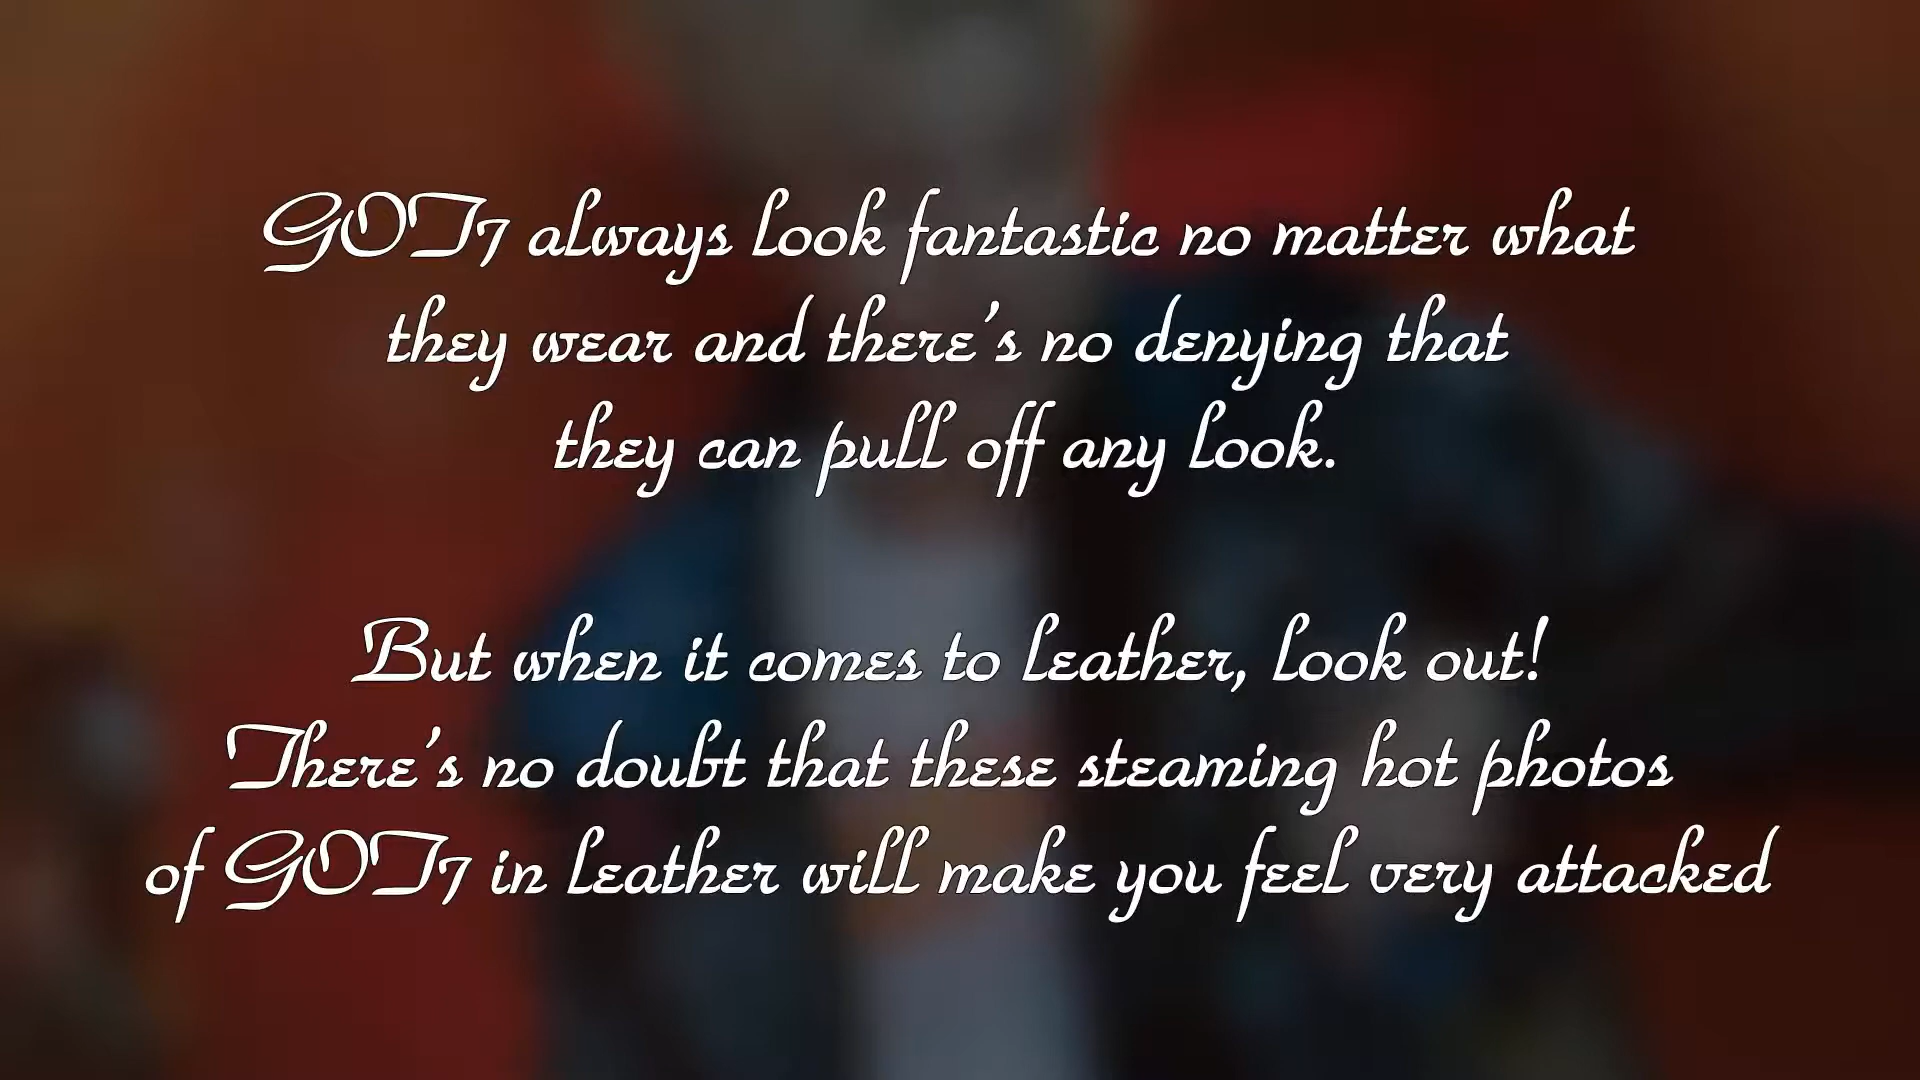 GOT7 always look fantastic no matter what
they wear and there's no denying that
they can pull off any look.
But when it comes to leather, look out!
There's no doubt that these steaming hot photos
of GOT7 in leather will make you feel very attacked